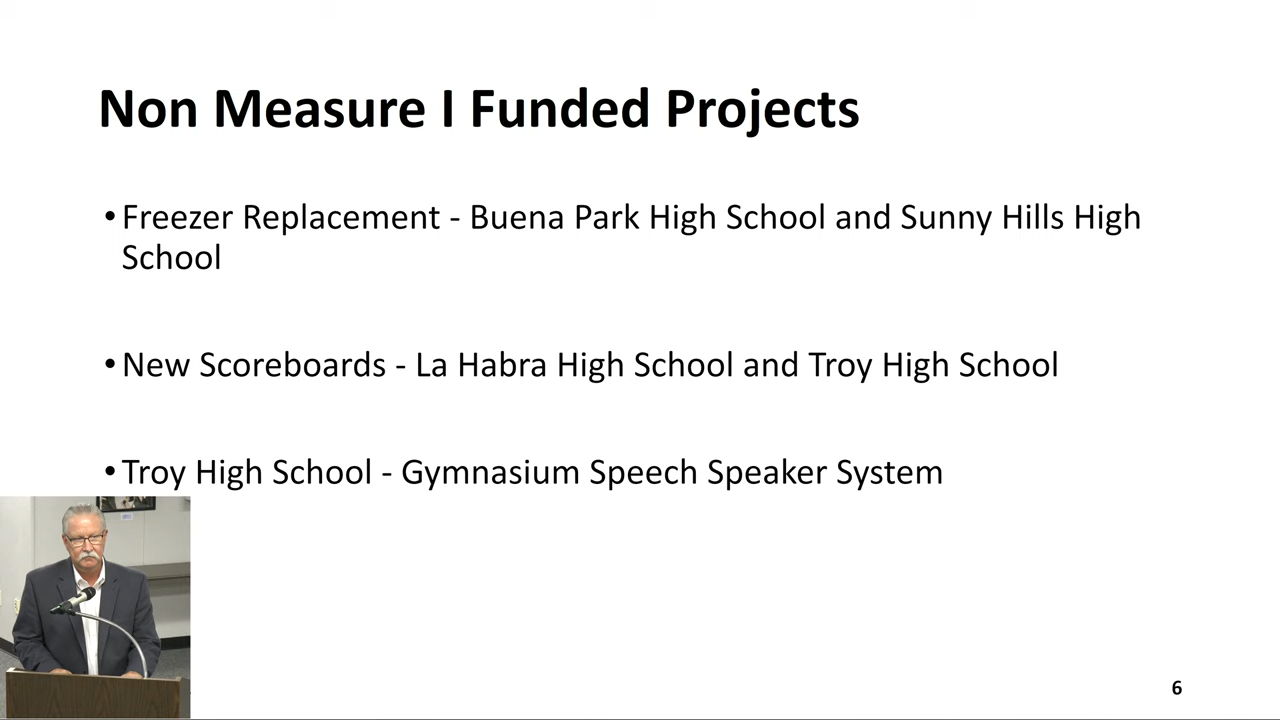 Non Measure I Funded Projects
•Freezer Replacement - Buena Park High School and Sunny Hills High
School
•New Scoreboards - La Habra High School and Troy High School
•Troy High School - Gymnasium Speech Speaker System
6